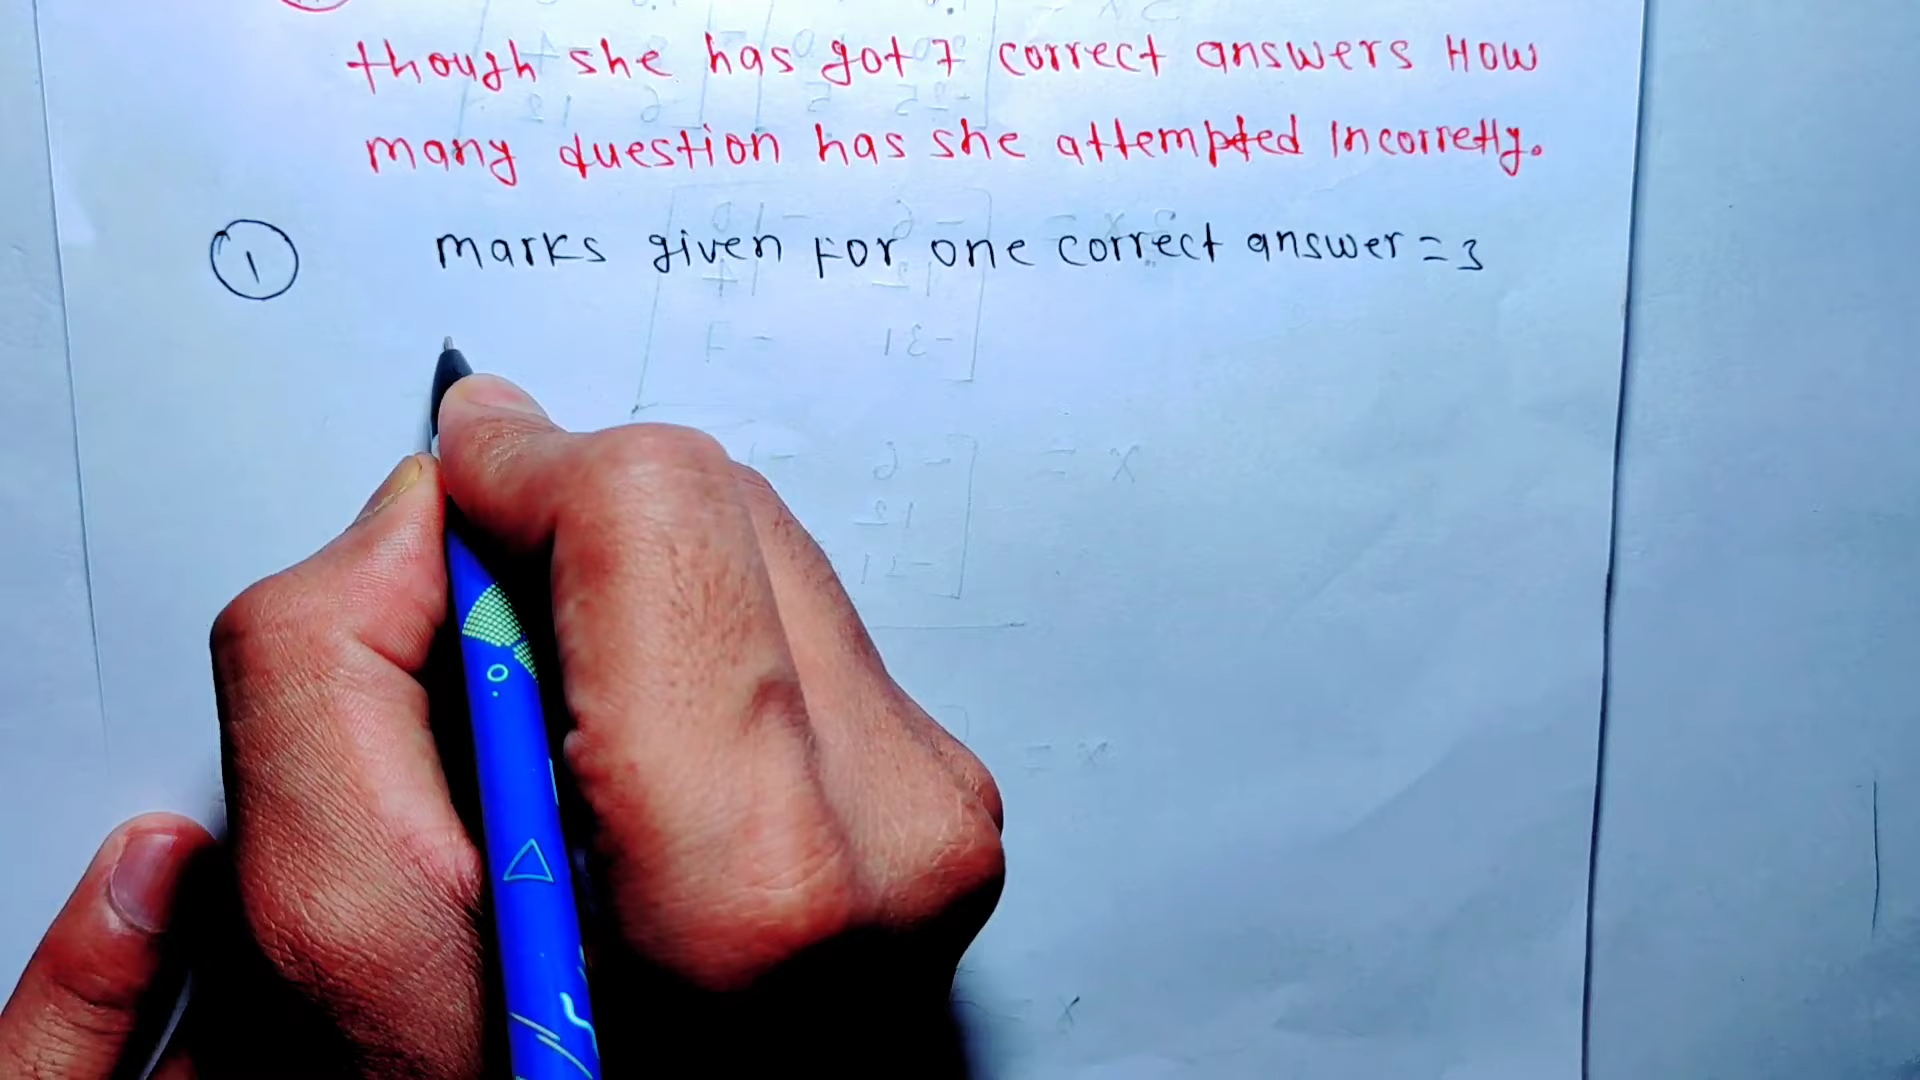 though she has got 7 correct answers How
many question has she attempted Incorretly.
1 marks given For one correct answer = 3